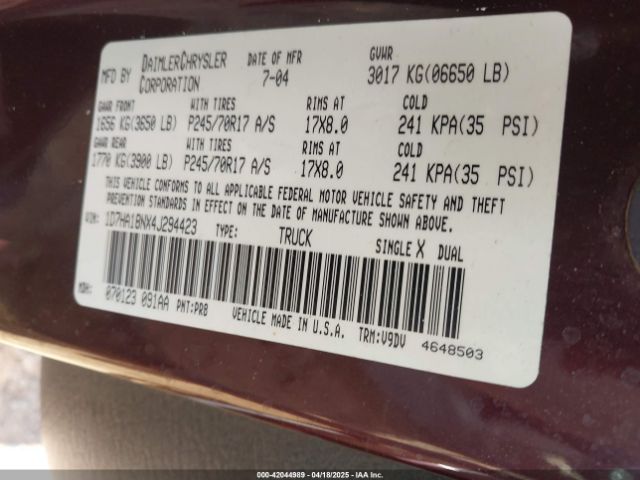 MFD BY DAIMLERCHRYSLER CORPORATION DATE OF MFR 7-04 GVWR 3017 KG(06650 LB)
GAWR FRONT WITH TIRES RIMS AT COLD
1656 KG(3650 LB) P245/70R17 A/S 17X8.0 241 KPA(35 PSI)
GAWR REAR WITH TIRES RIMS AT COLD
1770 KG(3900 LB) P245/70R17 A/S 17X8.0 241 KPA(35 PSI)
THIS VEHICLE CONFORMS TO ALL APPLICABLE FEDERAL MOTOR VEHICLE SAFETY AND THEFT
PREVENTION STANDARDS IN EFFECT ON THE DATE OF MANUFACTURE SHOWN ABOVE.
VIN: 1D7HA18NX4J294423 TYPE: TRUCK SINGLE X DUAL
MDH: 070123 091AA PNT:PR8 VEHICLE MADE IN U.S.A. TRM:V9DV 4648503
000-42044989 - 04/18/2025 - IAAI